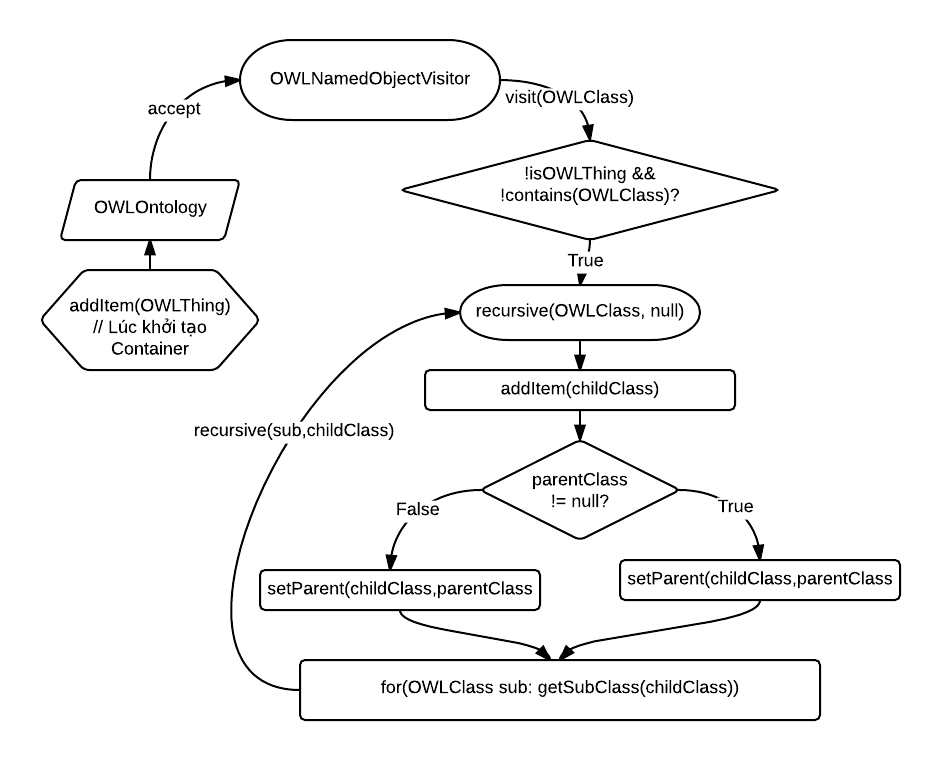 OWLNamedObjectVisitor
accept
visit(OWLClass)
!isOWLThing &&
!contains(OWLClass)?
OWLOntology
True
addItem(OWLThing)
// Lúc khởi tạo
Container
recursive(OWLClass, null)
addItem(childClass)
recursive(sub,childClass)
parentClass
!= null?
False
True
setParent(childClass,parentClass
setParent(childClass,parentClass
for(OWLClass sub: getSubClass(childClass))